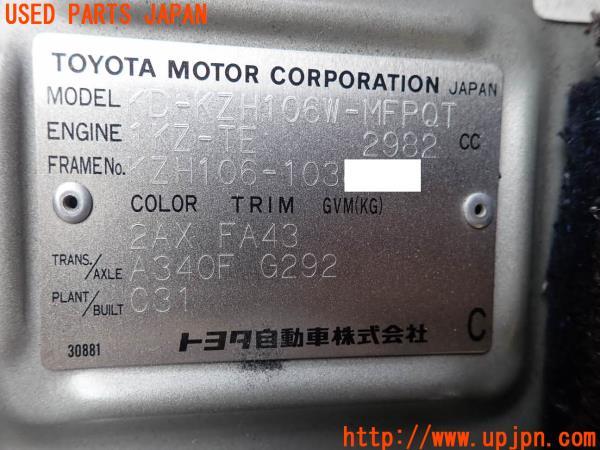 USED PARTS JAPAN
TOYOTA MOTOR CORPORATION JAPAN
MODEL KD-KZH106W-MFPQT
ENGINE 1KZ-TE 2982 CC
FRAME No. KZH106-103
COLOR TRIM GVM(KG)
2AX FA43
TRANS./AXLE A340F G292
PLANT/BUILT C31
30881 トヨタ自動車株式会社 C
UPJ http://www.upjpn.com